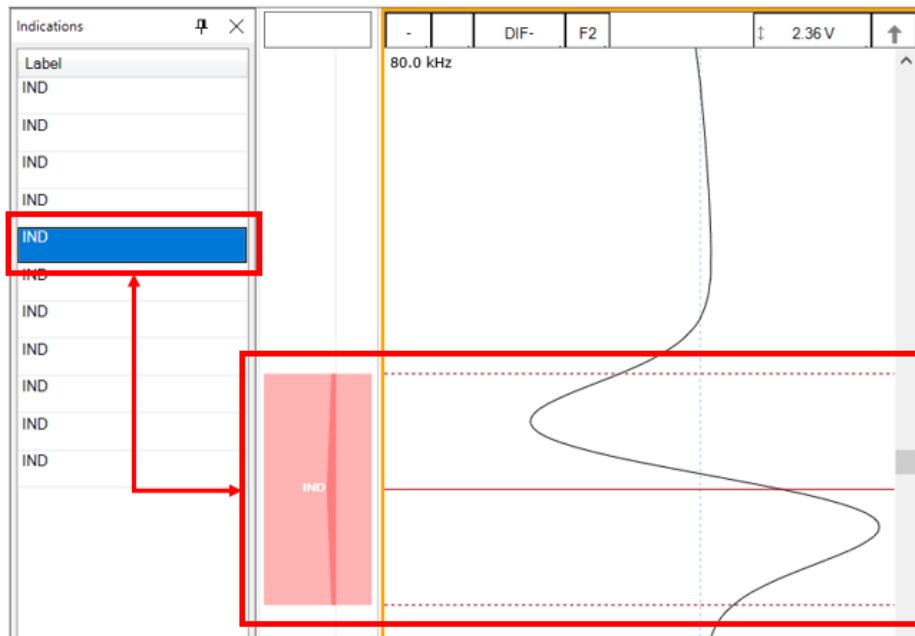 Indications
Label
IND
IND
IND
IND
IND
IND
IND
IND
IND
IND
IND
IND
- DIF- F2 2.36 V
80.0 kHz